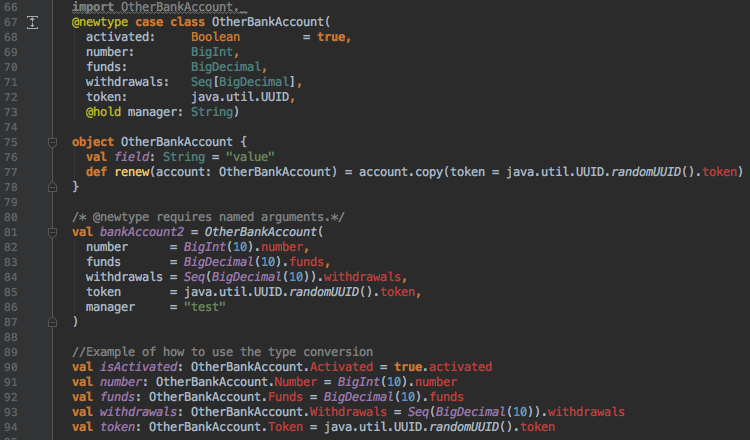 66 import OtherBankAccount._
67 @newtype case class OtherBankAccount(
68 activated: Boolean = true,
69 number: BigInt,
70 funds: BigDecimal,
71 withdrawals: Seq[BigDecimal],
72 token: java.util.UUID,
73 @hold manager: String)
74
75 object OtherBankAccount {
76 val field: String = "value"
77 def renew(account: OtherBankAccount) = account.copy(token = java.util.UUID.randomUUID().token)
78 }
79
80 /* @newtype requires named arguments.*/
81 val bankAccount2 = OtherBankAccount(
82 number = BigInt(10).number,
83 funds = BigDecimal(10).funds,
84 withdrawals = Seq(BigDecimal(10)).withdrawals,
85 token = java.util.UUID.randomUUID().token,
86 manager = "test"
87 )
88
89 //Example of how to use the type conversion
90 val isActivated: OtherBankAccount.Activated = true.activated
91 val number: OtherBankAccount.Number = BigInt(10).number
92 val funds: OtherBankAccount.Funds = BigDecimal(10).funds
93 val withdrawals: OtherBankAccount.Withdrawals = Seq(BigDecimal(10)).withdrawals
94 val token: OtherBankAccount.Token = java.util.UUID.randomUUID().token